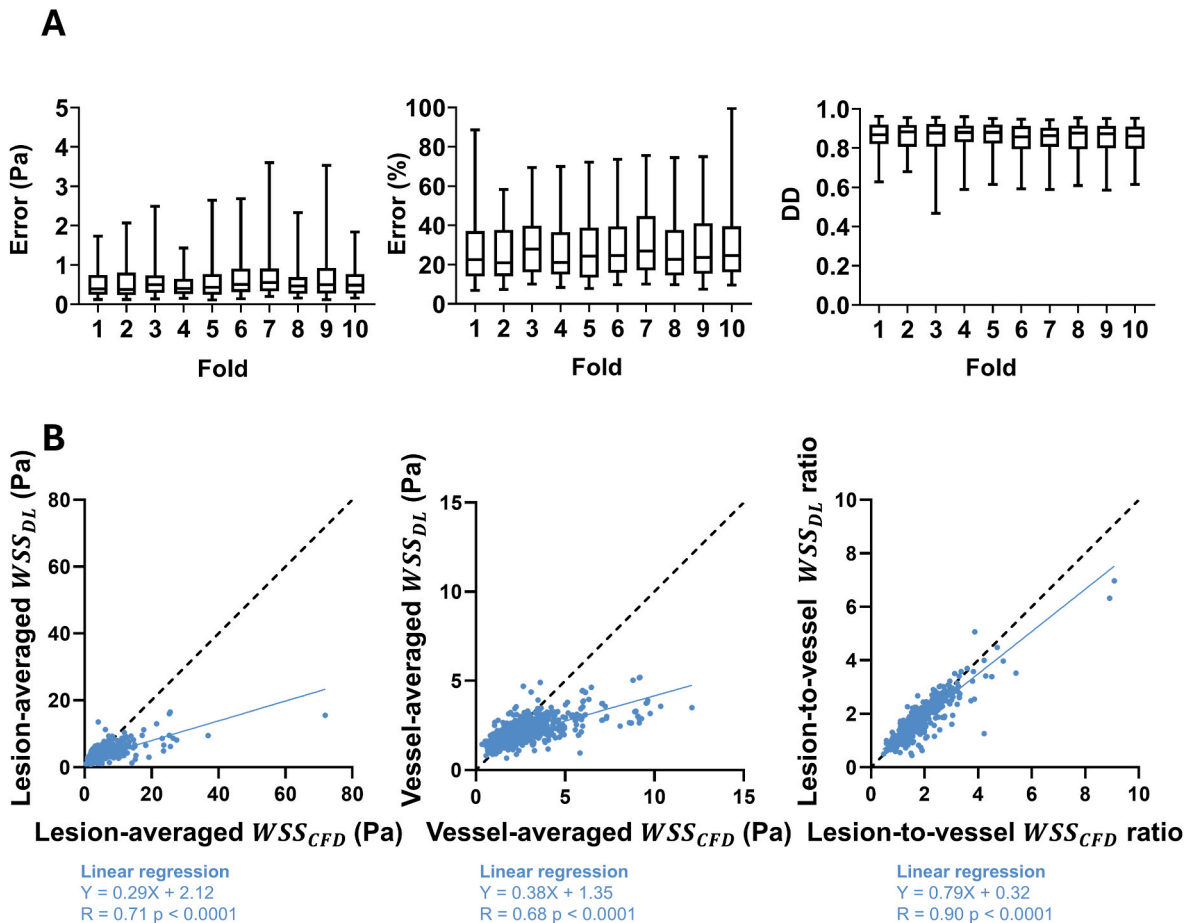 A
Error (Pa)
5
4
3
2
1
0
1 2 3 4 5 6 7 8 9 10
Fold
Error (%)
100
80
60
40
20
0
1 2 3 4 5 6 7 8 9 10
Fold
DD
1.0
0.8
0.6
0.4
0.2
0.0
1 2 3 4 5 6 7 8 9 10
Fold
B
Lesion-averaged WSS_DL (Pa)
80
60
40
20
0
0 20 40 60 80
Lesion-averaged WSS_CFD (Pa)
Linear regression
Y = 0.29X + 2.12
R = 0.71 p < 0.0001
Vessel-averaged WSS_DL (Pa)
15
10
5
0
0 5 10 15
Vessel-averaged WSS_CFD (Pa)
Linear regression
Y = 0.38X + 1.35
R = 0.68 p < 0.0001
Lesion-to-vessel WSS_DL ratio
10
8
6
4
2
0
0 2 4 6 8 10
Lesion-to-vessel WSS_CFD ratio
Linear regression
Y = 0.79X + 0.32
R = 0.90 p < 0.0001